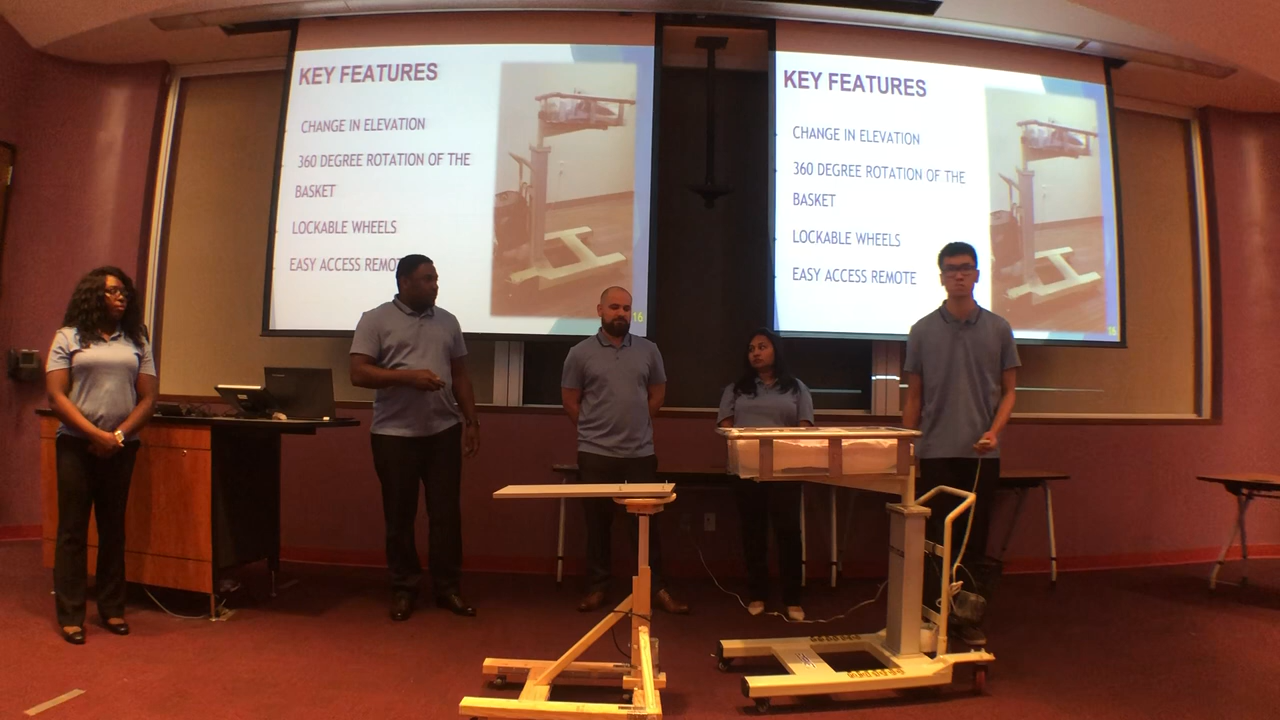 KEY FEATURES
CHANGE IN ELEVATION
360 DEGREE ROTATION OF THE
BASKET
LOCKABLE WHEELS
EASY ACCESS REMOT
16
KEY FEATURES
CHANGE IN ELEVATION
360 DEGREE ROTATION OF THE
BASKET
LOCKABLE WHEELS
EASY ACCESS REMOTE
16